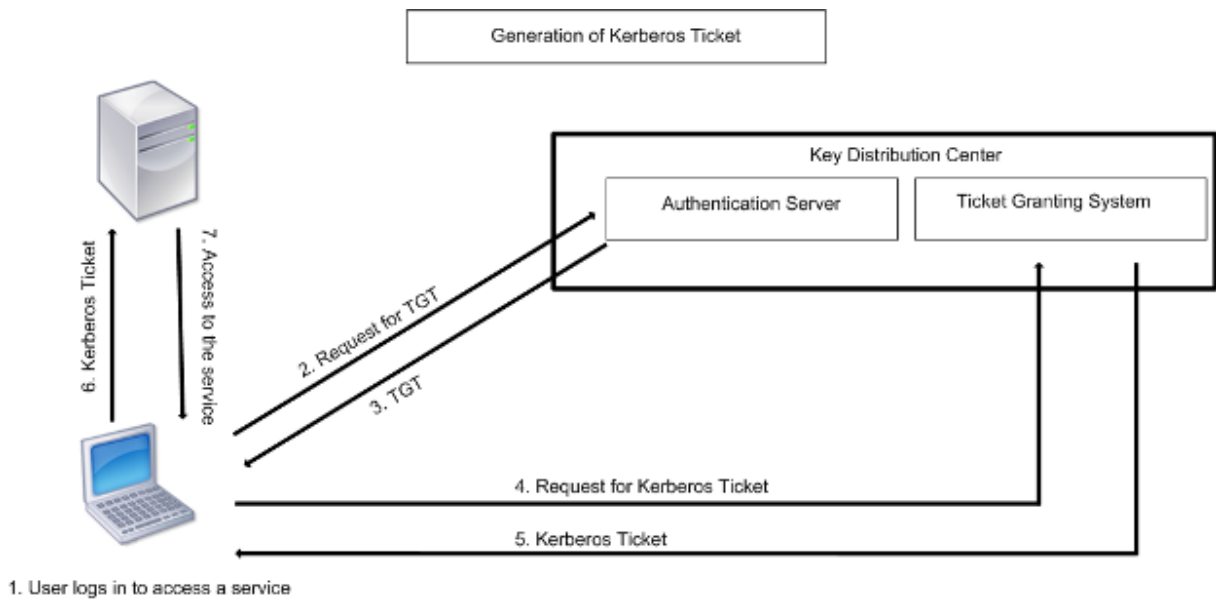 Generation of Kerberos Ticket
Key Distribution Center
Authentication Server
Ticket Granting System
6. Kerberos Ticket
7. Access to the service
2. Request for TGT
3. TGT
4. Request for Kerberos Ticket
5. Kerberos Ticket
1. User logs in to access a service